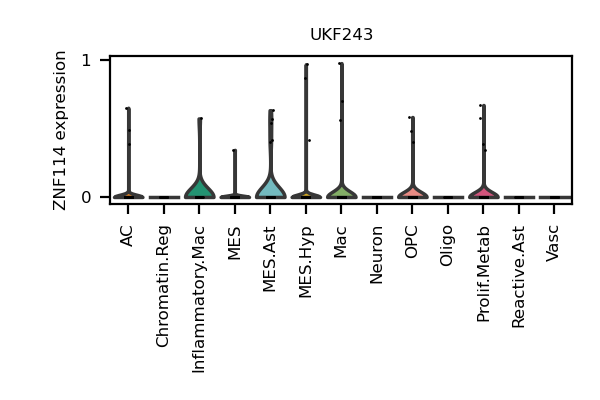 UKF243
ZNF114 expression
1
0
AC
Chromatin.Reg
Inflammatory.Mac
MES
MES.Ast
MES.Hyp
Mac
Neuron
OPC
Oligo
Prolif.Metab
Reactive.Ast
Vasc